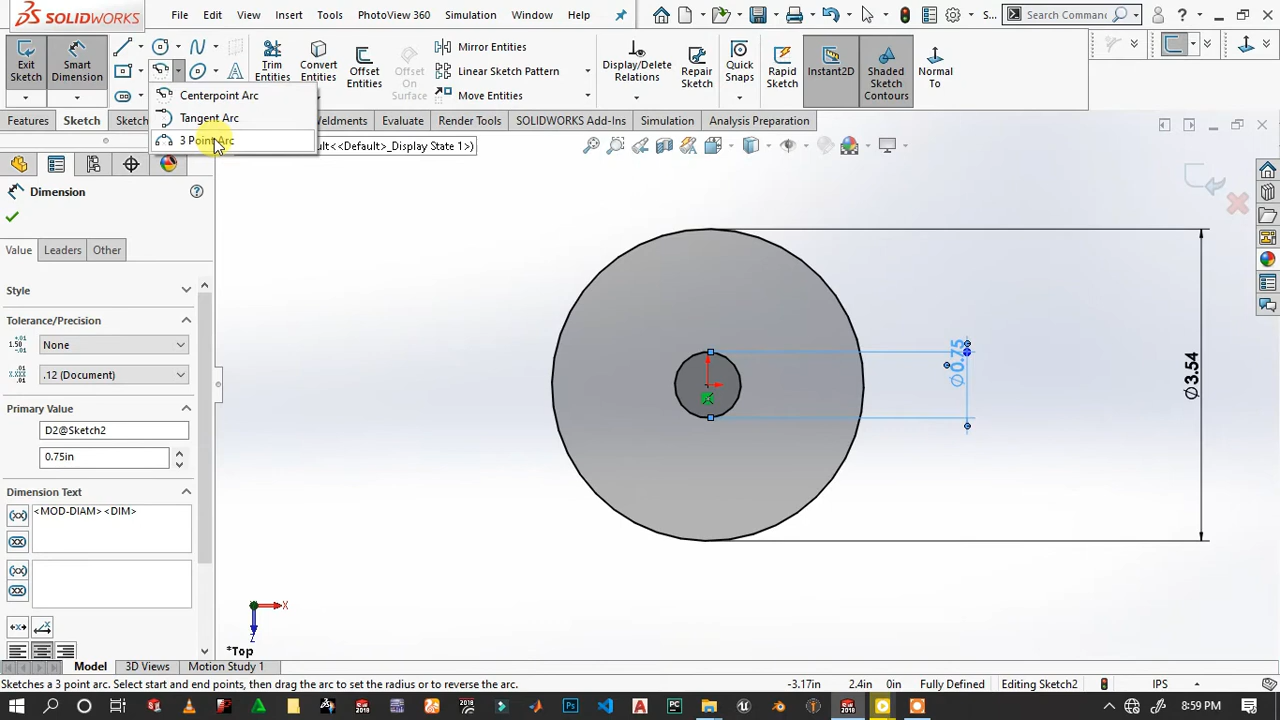 SOLIDWORKS File Edit View Insert Tools PhotoView 360 Simulation Window Help S... Search Comman
Exit Sketch
Smart Dimension
Trim Entities
Convert Entities
Offset Entities
Offset On Surface
Mirror Entities
Linear Sketch Pattern
Move Entities
Display/Delete Relations
Repair Sketch
Quick Snaps
Rapid Sketch
Instant2D
Shaded Sketch Contours
Normal To
Centerpoint Arc
Tangent Arc
3 Point Arc
Features Sketch Sketch Weldments Evaluate Render Tools SOLIDWORKS Add-Ins Simulation Analysis Preparation
ult<<Default>_Display State 1>)
Dimension
Value Leaders Other
Style
Tolerance/Precision
None
.12 (Document)
Primary Value
D2@Sketch2
0.75in
Dimension Text
<MOD-DIAM> <DIM>
Ø0.75
Ø3.54
X
Z
*Top
Model 3D Views Motion Study 1
Sketches a 3 point arc. Select start and end points, then drag the arc to set the radius or to reverse the arc. -3.17in 2.4in 0in Fully Defined Editing Sketch2 IPS
8:59 PM